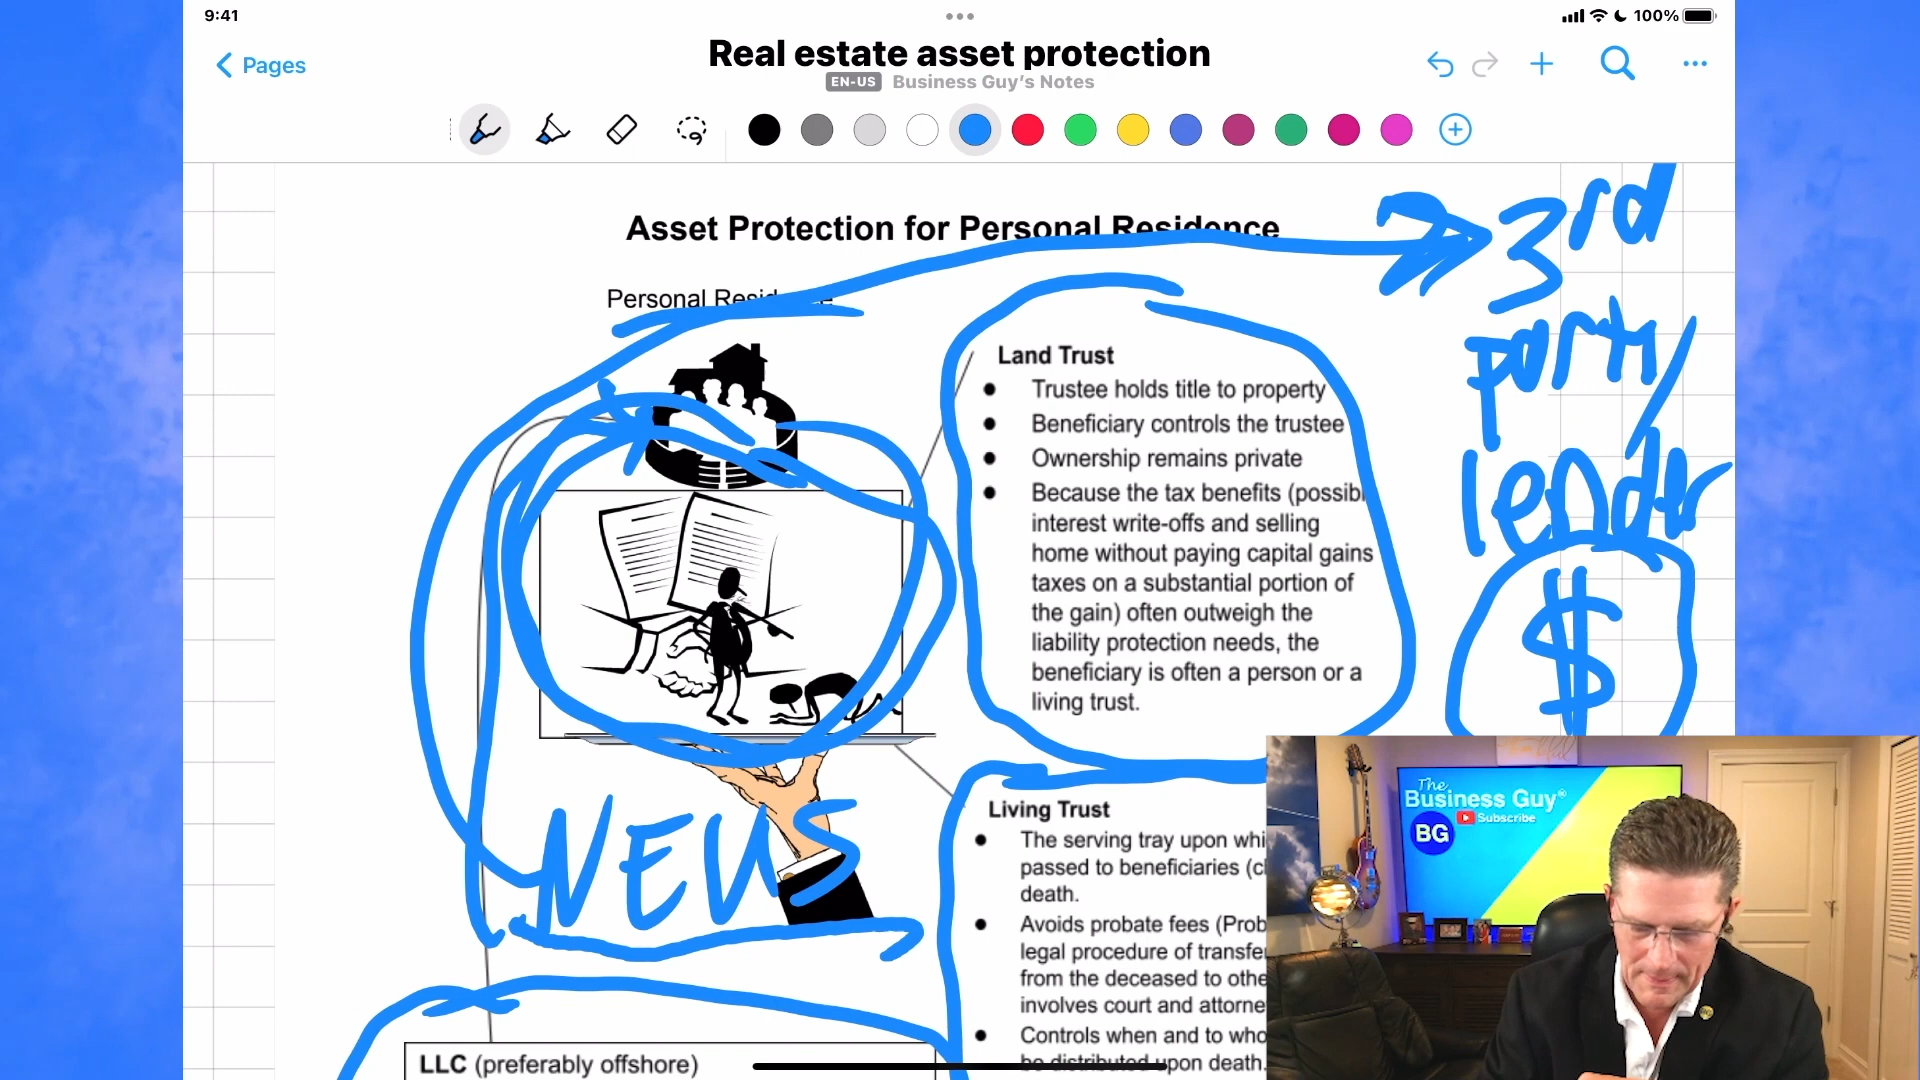 9:41
100%
Pages
Real estate asset protection
EN-US Business Guy's Notes
Asset Protection for Personal Residence
3rd
party/
lender
$
Personal Residence
Land Trust
Trustee holds title to property
Beneficiary controls the trustee
Ownership remains private
Because the tax benefits (possibl
interest write-offs and selling
home without paying capital gains
taxes on a substantial portion of
the gain) often outweigh the
liability protection needs, the
beneficiary is often a person or a
living trust.
NEUS
Living Trust
The serving tray upon whi
passed to beneficiaries (c
death.
Avoids probate fees (Prob
legal procedure of transfe
from the deceased to othe
involves court and attorne
Controls when and to who
be distributed upon death.
LLC (preferably offshore)
The
Business Guy®
Subscribe
BG